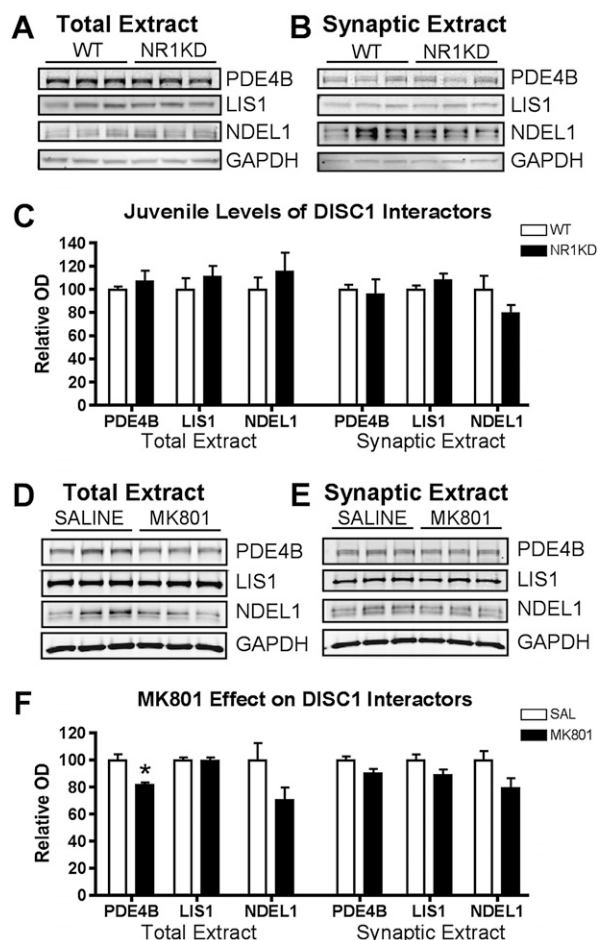 A Total Extract
WT NR1KD
PDE4B
LIS1
NDEL1
GAPDH
B Synaptic Extract
WT NR1KD
PDE4B
LIS1
NDEL1
GAPDH
C Juvenile Levels of DISC1 Interactors
WT
NR1KD
Relative OD
140
120
100
80
60
40
20
0
PDE4B LIS1 NDEL1 PDE4B LIS1 NDEL1
Total Extract Synaptic Extract
D Total Extract
SALINE MK801
PDE4B
LIS1
NDEL1
GAPDH
E Synaptic Extract
SALINE MK801
PDE4B
LIS1
NDEL1
GAPDH
F MK801 Effect on DISC1 Interactors
SAL
MK801
Relative OD
120
100
80
60
40
20
0
*
PDE4B LIS1 NDEL1 PDE4B LIS1 NDEL1
Total Extract Synaptic Extract